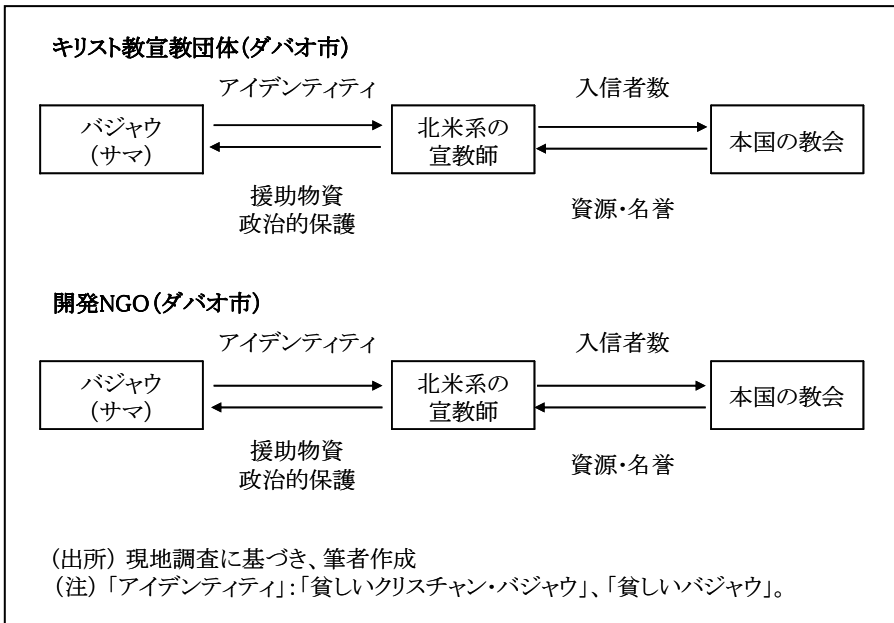 キリスト教宣教団体(ダバオ市)
アイデンティティ
入信者数
バジャウ
(サマ)
北米系の
宣教師
本国の教会
援助物資
政治的保護
資源・名誉
開発NGO(ダバオ市)
アイデンティティ
入信者数
バジャウ
(サマ)
北米系の
宣教師
本国の教会
援助物資
政治的保護
資源・名誉
(出所) 現地調査に基づき、筆者作成
(注) 「アイデンティティ」:「貧しいクリスチャン・バジャウ」、「貧しいバジャウ」。